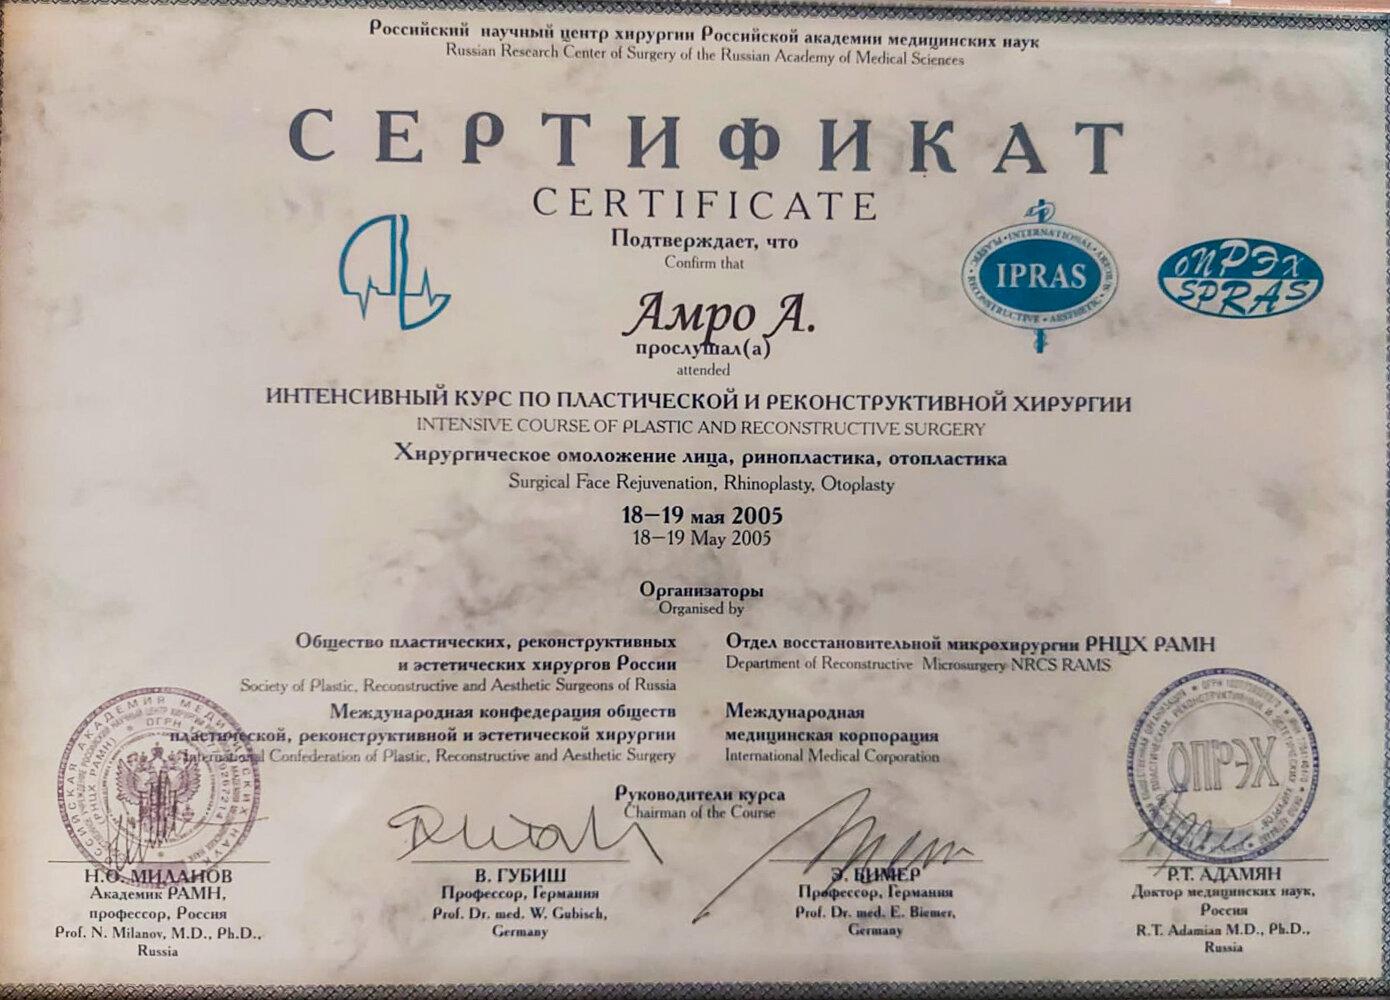 Российский научный центр хирургии Российской академии медицинских наук
Russian Research Center of Surgery of the Russian Academy of Medical Sciences
СЕРТИФИКАТ
CERTIFICATE
Подтверждает, что
Confirm that
IPRAS
ОПРЭХ
SPRAS
Амро А.
прослушал(а)
attended
ИНТЕНСИВНЫЙ КУРС ПО ПЛАСТИЧЕСКОЙ И РЕКОНСТРУКТИВНОЙ ХИРУРГИИ
INTENSIVE COURSE OF PLASTIC AND RECONSTRUCTIVE SURGERY
Хирургическое омоложение лица, ринопластика, отопластика
Surgical Face Rejuvenation, Rhinoplasty, Otoplasty
18—19 мая 2005
18—19 May 2005
Организаторы
Organised by
Общество пластических, реконструктивных
и эстетических хирургов России
Society of Plastic, Reconstructive and Aesthetic Surgeons of Russia
Международная конфедерация обществ
пластической, реконструктивной и эстетической хирургии
International Confederation of Plastic, Reconstructive and Aesthetic Surgery
Отдел восстановительной микрохирургии РНЦХ РАМН
Department of Reconstructive Microsurgery NRCS RAMS
Международная
медицинская корпорация
International Medical Corporation
ОПРЭХ
Руководители курса
Chairman of the Course
Н.О. МИЛАНОВ
Академик РАМН,
профессор, Россия
Prof. N. Milanov, M.D., Ph.D.,
Russia
В. ГУБИШ
Профессор, Германия
Prof. Dr. med. W. Gubisch,
Germany
Э. БИМЕР
Профессор, Германия
Prof. Dr. med. E. Biemer,
Germany
Р.Т. АДАМЯН
Доктор медицинских наук,
Россия
R.T. Adamian M.D., Ph.D.,
Russia